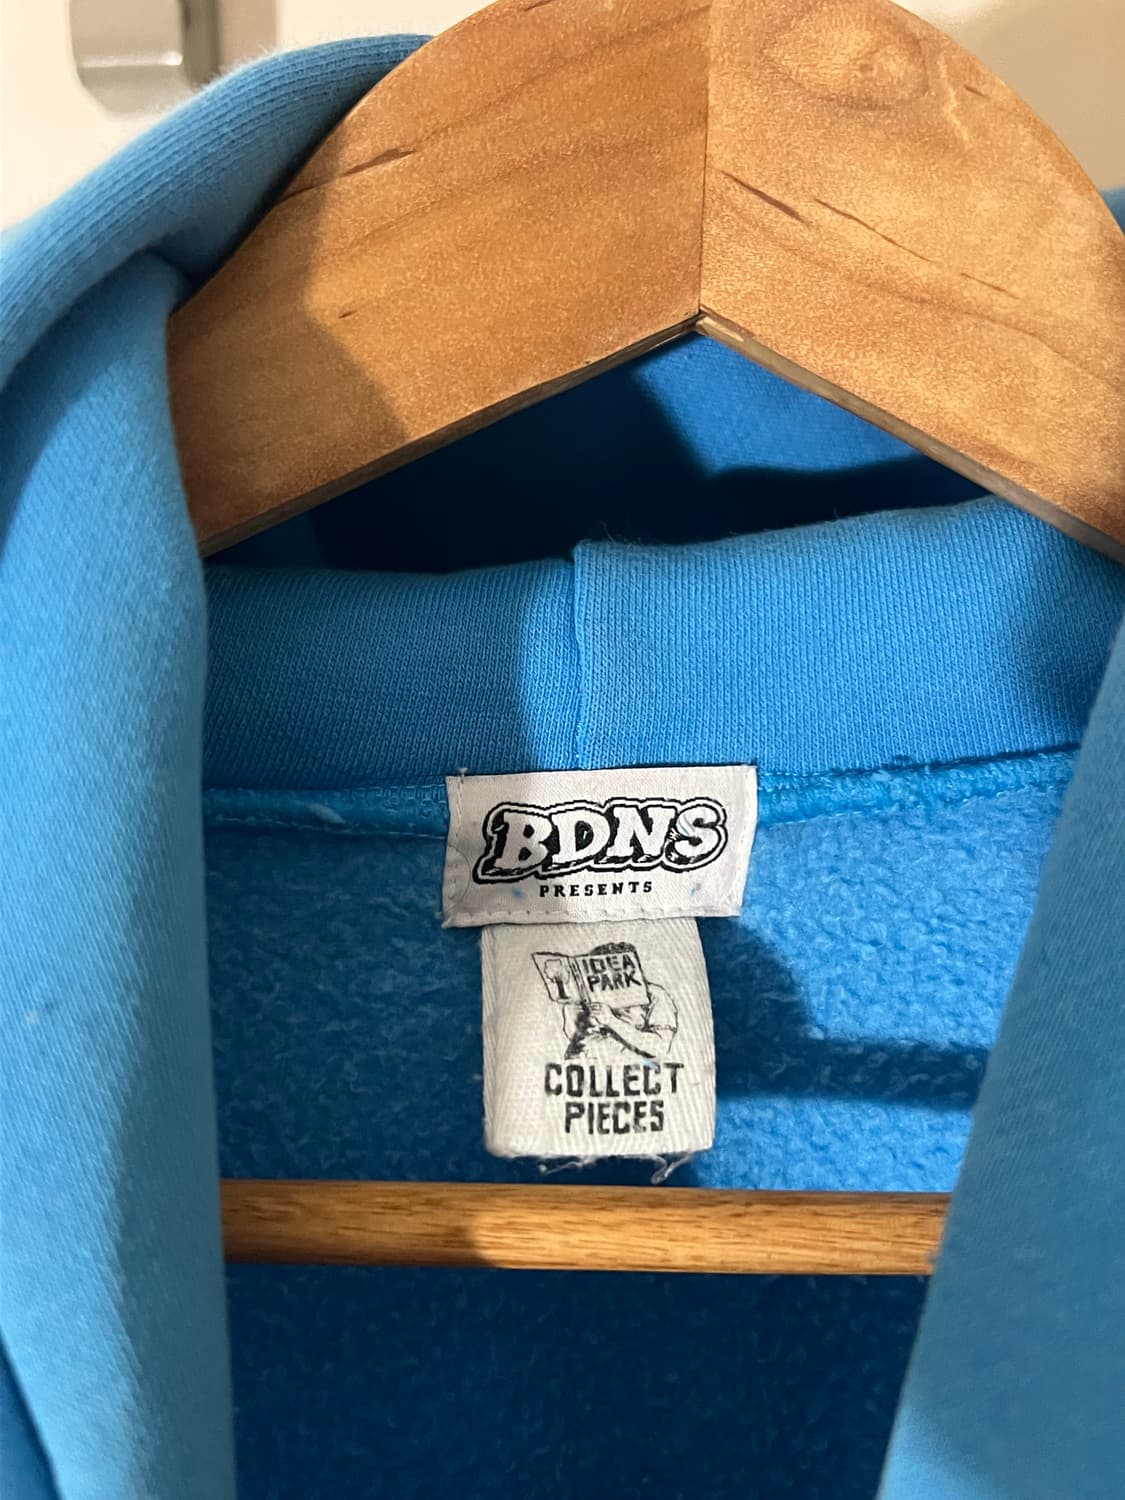 BDNS
PRESENTS
IDEA
PARK
COLLECT
PIECES